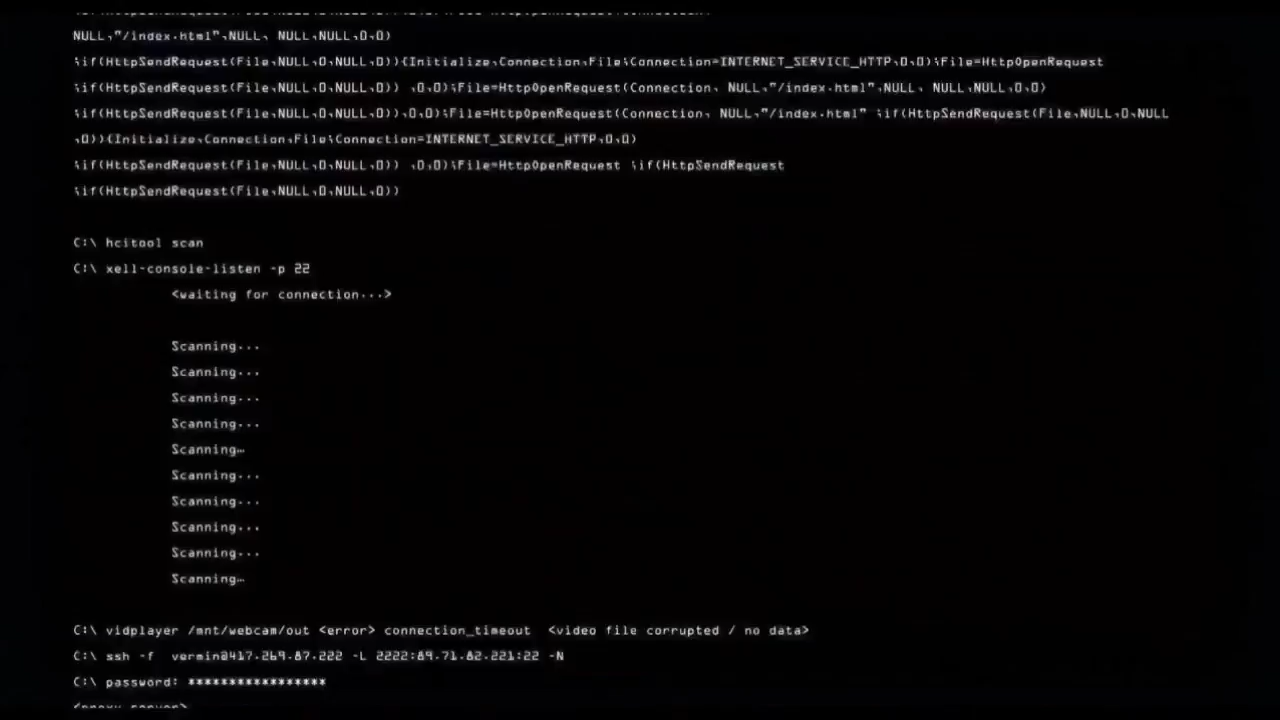 NULL,"/index.html",NULL, NULL,NULL,0,0)
;if(HttpSendRequest(File,NULL,0,NULL,0)){Initialize,Connection,File;Connection=INTERNET_SERVICE_HTTP,0,0);File=HttpOpenRequest
;if(HttpSendRequest(File,NULL,0,NULL,0)) ,0,0);File=HttpOpenRequest(Connection, NULL,"/index.html",NULL, NULL,NULL,0,0)
;if(HttpSendRequest(File,NULL,0,NULL,0)),0,0);File=HttpOpenRequest(Connection, NULL,"/index.html" ;if(HttpSendRequest(File,NULL,0,NULL
,0)){Initialize,Connection,File;Connection=INTERNET_SERVICE_HTTP,0,0)
;if(HttpSendRequest(File,NULL,0,NULL,0)) ,0,0);File=HttpOpenRequest ;if(HttpSendRequest
;if(HttpSendRequest(File,NULL,0,NULL,0))
C:\ hcitool scan
C:\ xell-console-listen -p 22
<waiting for connection...>
Scanning...
Scanning...
Scanning...
Scanning...
Scanning…
Scanning...
Scanning...
Scanning...
Scanning...
Scanning…
C:\ vidplayer /mnt/webcam/out <error> connection_timeout <video file corrupted / no data>
C:\ ssh -f vermin@417.269.87.222 -L 2222:89.71.82.221:22 -N
C:\ password: *****************